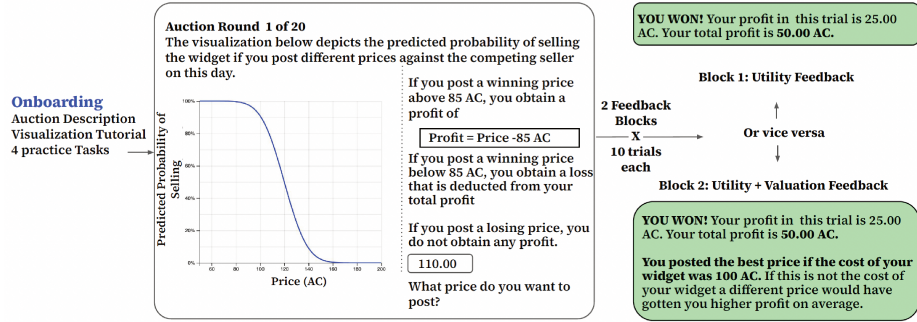 Onboarding
Auction Description
Visualization Tutorial
4 practice Tasks
Auction Round 1 of 20
The visualization below depicts the predicted probability of selling
the widget if you post different prices against the competing seller
on this day.
Predicted Probability of
Selling
100%
80%
60%
40%
20%
0%
60
80
100
120
140
160
180
200
Price (AC)
If you post a winning price
above 85 AC, you obtain a
profit of
Profit = Price -85 AC
If you post a winning price
below 85 AC, you obtain a loss
that is deducted from your
total profit
If you post a losing price, you
do not obtain any profit.
110.00
What price do you want to
post?
2 Feedback
Blocks
X
10 trials
each
YOU WON! Your profit in this trial is 25.00
AC. Your total profit is 50.00 AC.
Block 1: Utility Feedback
Or vice versa
Block 2: Utility + Valuation Feedback
YOU WON! Your profit in this trial is 25.00
AC. Your total profit is 50.00 AC.
You posted the best price if the cost of your
widget was 100 AC. If this is not the cost of
your widget a different price would have
gotten you higher profit on average.